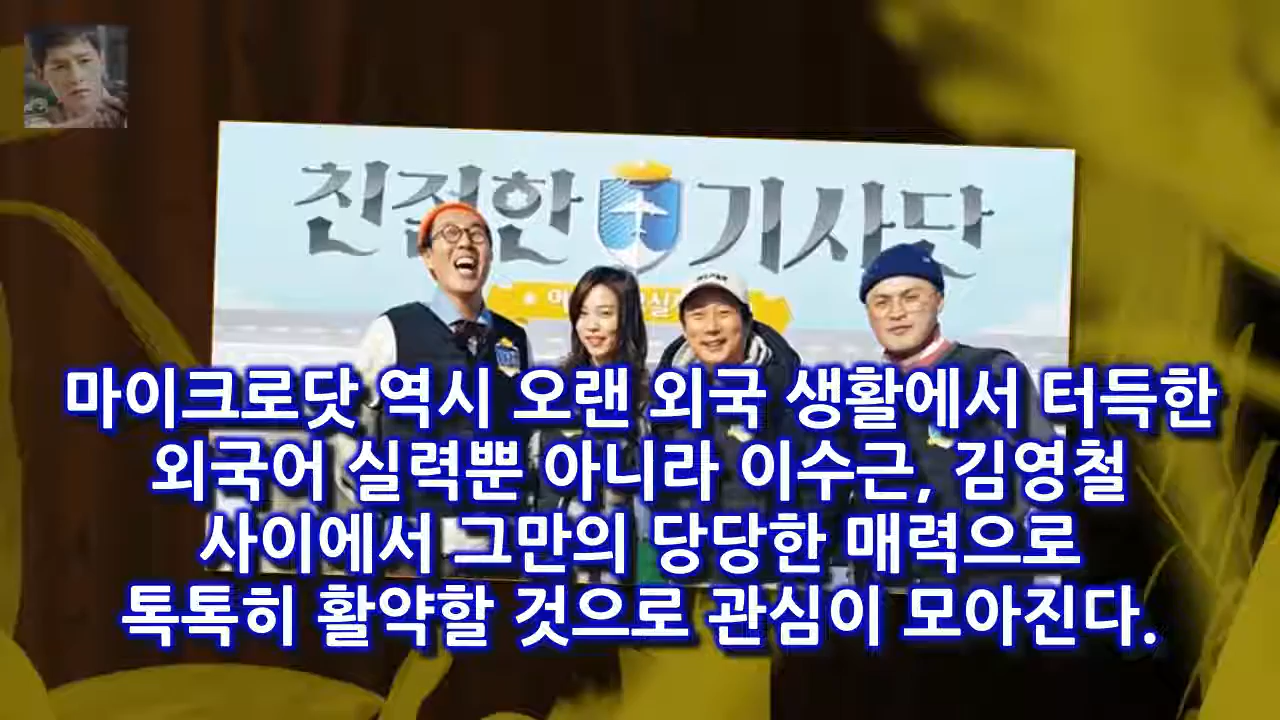 친절한 기사단
마이크로닷 역시 오랜 외국 생활에서 터득한
외국어 실력뿐 아니라 이수근, 김영철
사이에서 그만의 당당한 매력으로
톡톡히 활약할 것으로 관심이 모아진다.